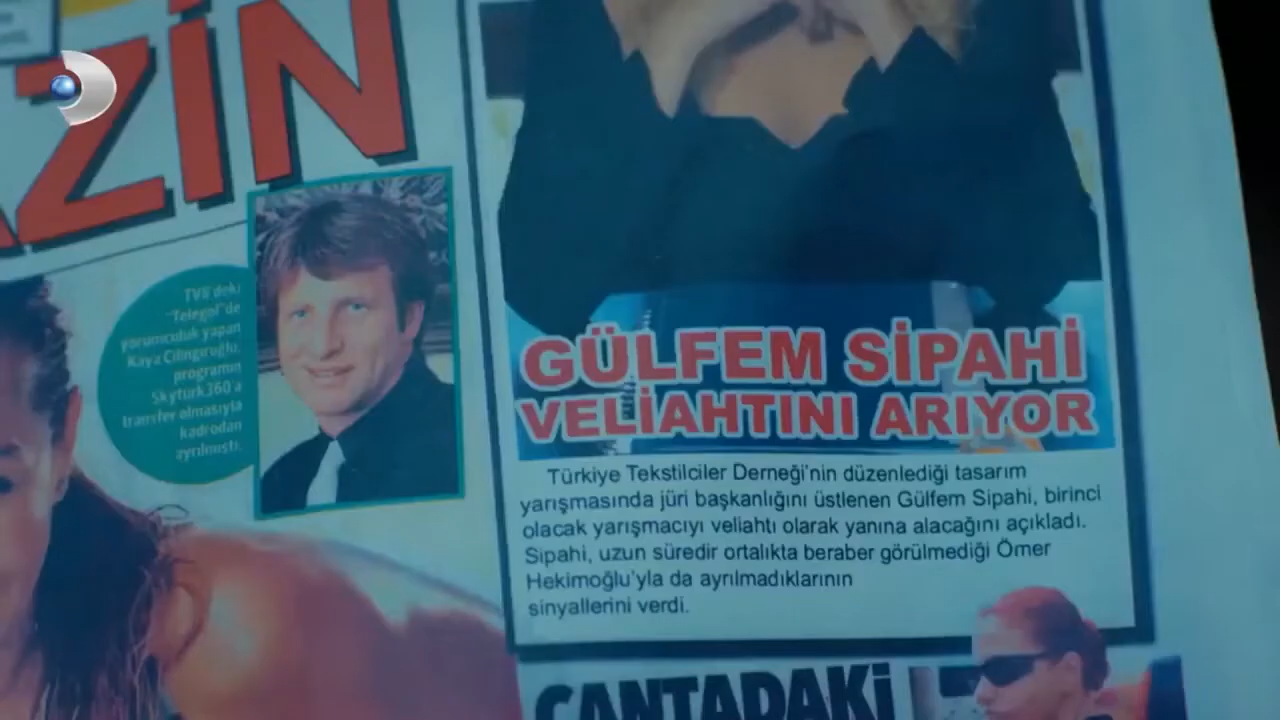 ZİN
TV8'deki
"Telegol"de
yorumculuk yapan
Kaya Çilingiroğlu,
programın
Skytürk360'a
transfer olmasıyla
kadrodan
ayrılmıştı.
GÜLFEM SİPAHİ
VELİAHTINI ARIYOR
Türkiye Tekstilciler Derneği'nin düzenlediği tasarım
yarışmasında jüri başkanlığını üstlenen Gülfem Sipahi, birinci
olacak yarışmacıyı veliahtı olarak yanına alacağını açıkladı.
Sipahi, uzun süredir ortalıkta beraber görülmediği Ömer
Hekimoğlu'yla da ayrılmadıklarının
sinyallerini verdi.
ÇANTADAKİ